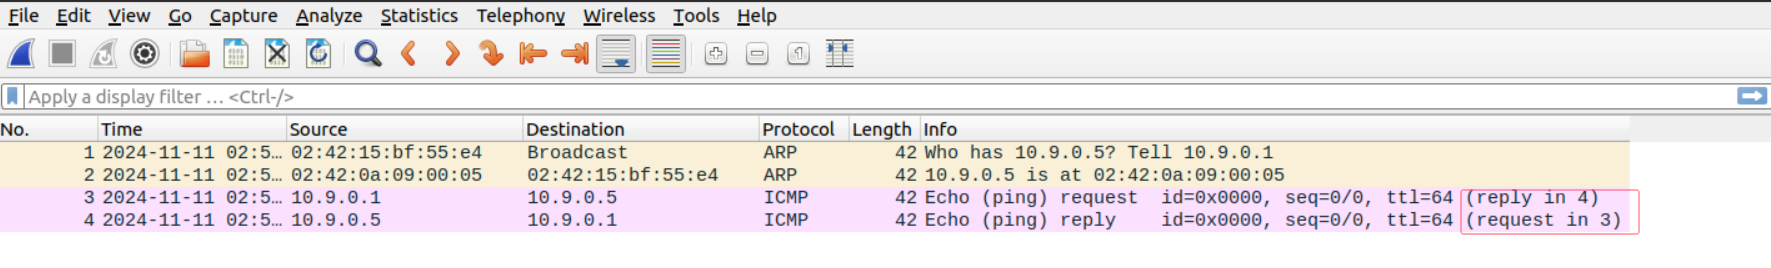 File Edit View Go Capture Analyze Statistics Telephony Wireless Tools Help
Apply a display filter … <Ctrl-/>
No. Time Source Destination Protocol Length Info
1 2024-11-11 02:5… 02:42:15:bf:55:e4 Broadcast ARP 42 Who has 10.9.0.5? Tell 10.9.0.1
2 2024-11-11 02:5… 02:42:0a:09:00:05 02:42:15:bf:55:e4 ARP 42 10.9.0.5 is at 02:42:0a:09:00:05
3 2024-11-11 02:5… 10.9.0.1 10.9.0.5 ICMP 42 Echo (ping) request id=0x0000, seq=0/0, ttl=64 (reply in 4)
4 2024-11-11 02:5… 10.9.0.5 10.9.0.1 ICMP 42 Echo (ping) reply id=0x0000, seq=0/0, ttl=64 (request in 3)